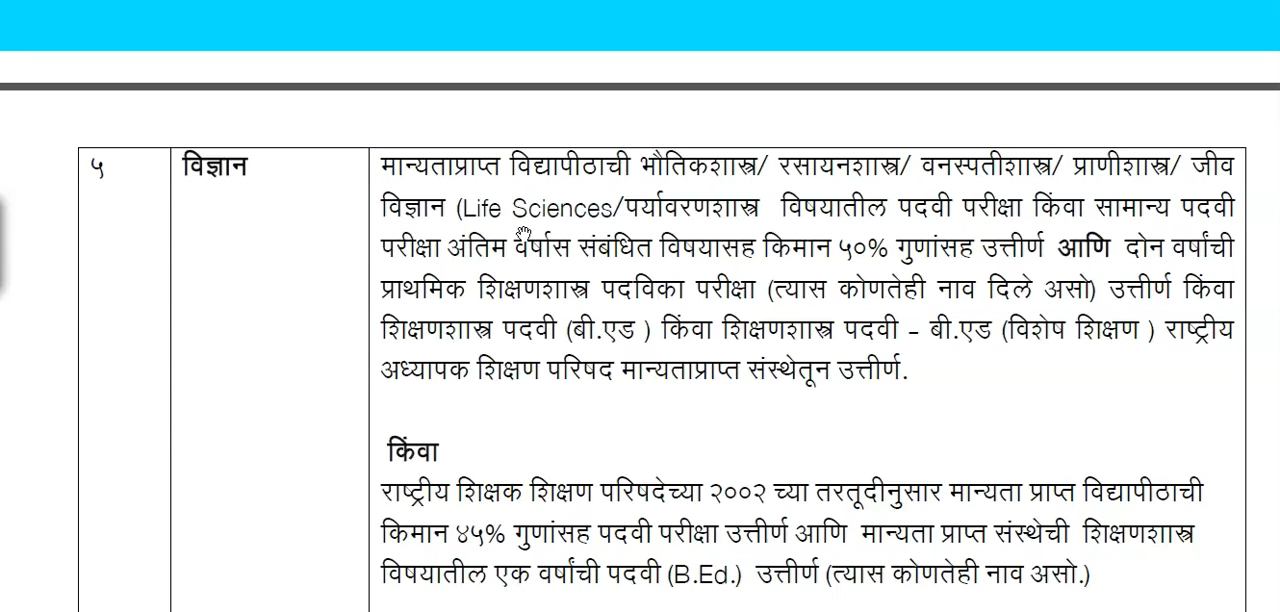 ५ विज्ञान मान्यताप्राप्त विद्यापीठाची भौतिकशास्त्र/ रसायनशास्त्र/ वनस्पतीशास्त्र/ प्राणीशास्त्र/ जीव
विज्ञान (Life Sciences/पर्यावरणशास्त्र विषयातील पदवी परीक्षा किंवा सामान्य पदवी
परीक्षा अंतिम वर्षास संबंधित विषयासह किमान ५०% गुणांसह उत्तीर्ण आणि दोन वर्षांची
प्राथमिक शिक्षणशास्त्र पदविका परीक्षा (त्यास कोणतेही नाव दिले असो) उत्तीर्ण किंवा
शिक्षणशास्त्र पदवी (बी.एड ) किंवा शिक्षणशास्त्र पदवी - बी.एड (विशेष शिक्षण ) राष्ट्रीय
अध्यापक शिक्षण परिषद मान्यताप्राप्त संस्थेतून उत्तीर्ण.
किंवा
राष्ट्रीय शिक्षक शिक्षण परिषदेच्या २००२ च्या तरतूदीनुसार मान्यता प्राप्त विद्यापीठाची
किमान ४५% गुणांसह पदवी परीक्षा उत्तीर्ण आणि मान्यता प्राप्त संस्थेची शिक्षणशास्त्र
विषयातील एक वर्षाची पदवी (B.Ed.) उत्तीर्ण (त्यास कोणतेही नाव असो.)